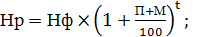 Нр = Нф × (1 + (П+М)/100)^t ;